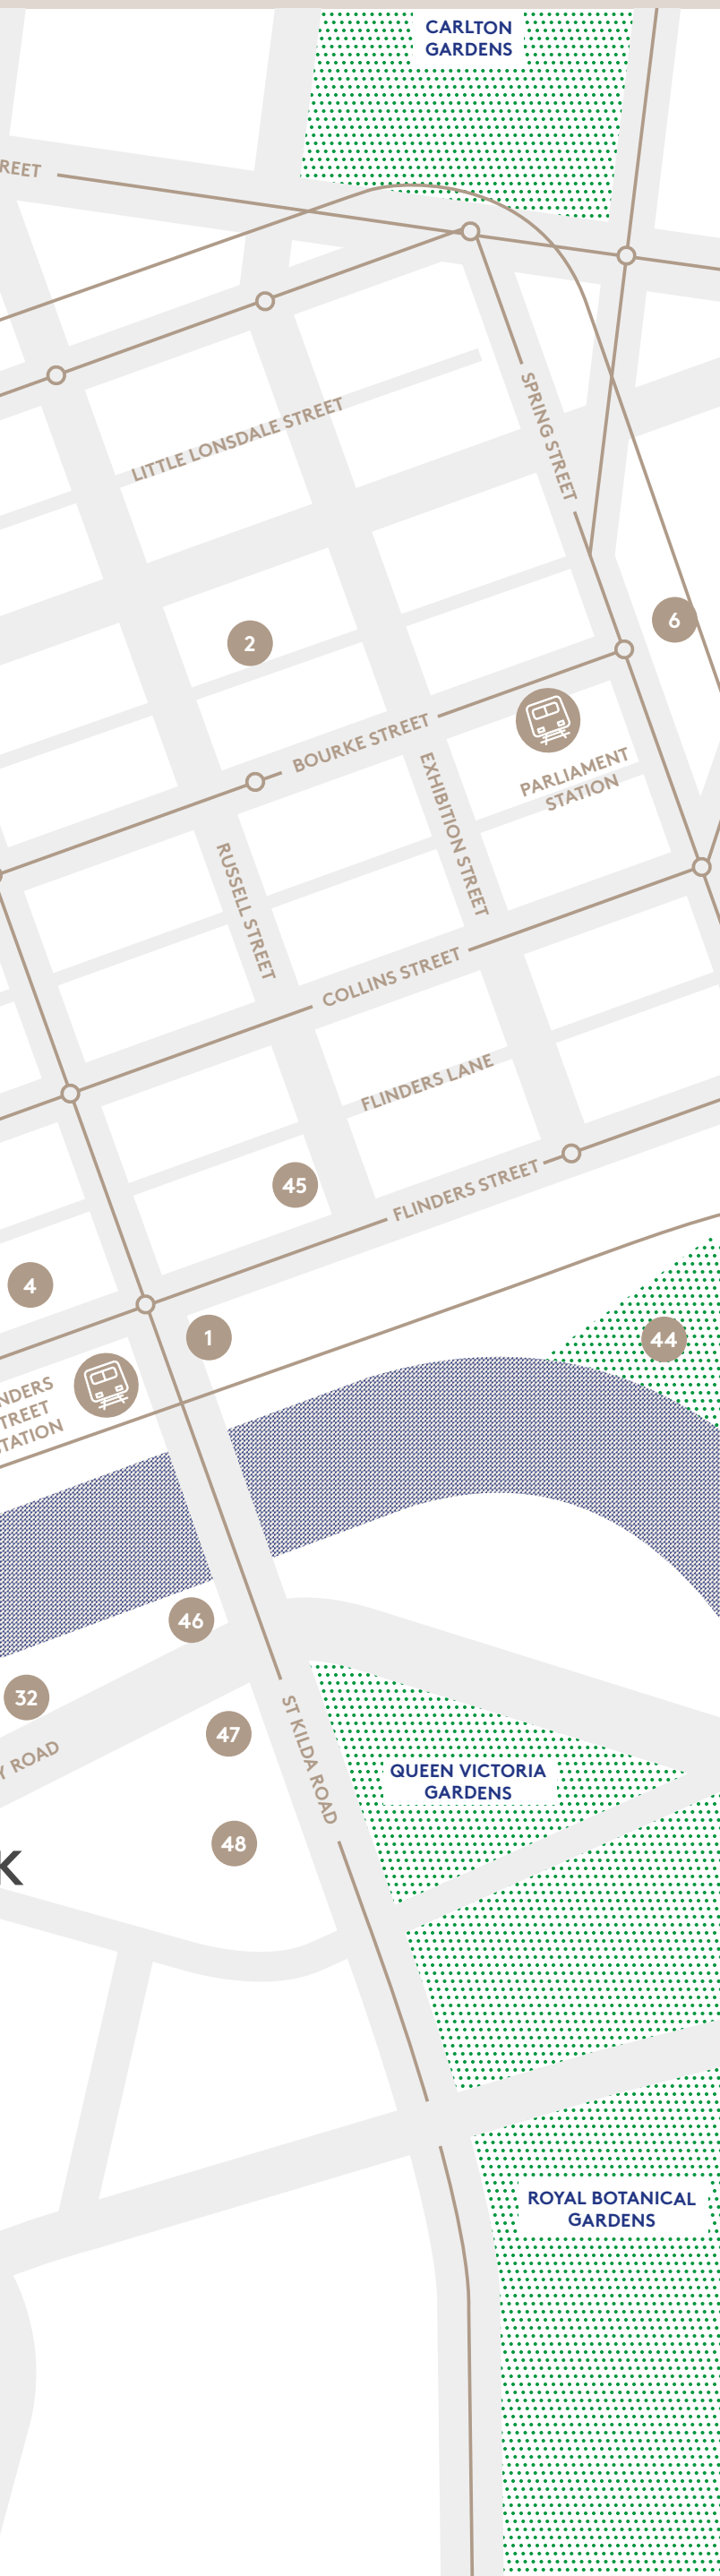 CARLTON
GARDENS
REET
LITTLE LONSDALE STREET
SPRING STREET
2
6
BOURKE STREET
EXHIBITION STREET
PARLIAMENT
STATION
RUSSELL STREET
COLLINS STREET
FLINDERS LANE
45
FLINDERS STREET
4
1
44
NDERS
TREET
TATION
46
32
ST KILDA ROAD
47
Y ROAD
QUEEN VICTORIA
GARDENS
48
K
ROYAL BOTANICAL
GARDENS